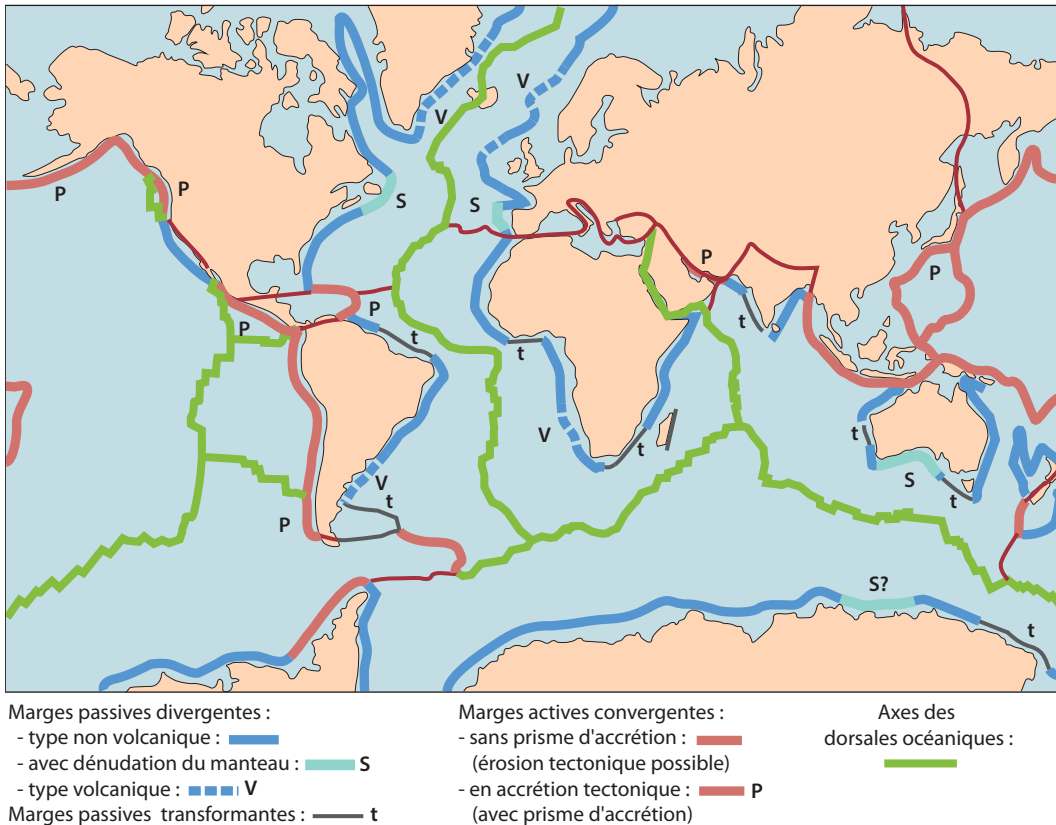 V
V
P
P
S
S
P
P
P
P
t
t
t
V
t
t
S
t
V
t
P
S?
t
Marges passives divergentes :
- type non volcanique :
- avec dénudation du manteau : S
- type volcanique : V
Marges passives transformantes : t
Marges actives convergentes :
- sans prisme d'accrétion :
(érosion tectonique possible)
- en accrétion tectonique : P
(avec prisme d'accrétion)
Axes des
dorsales océaniques :